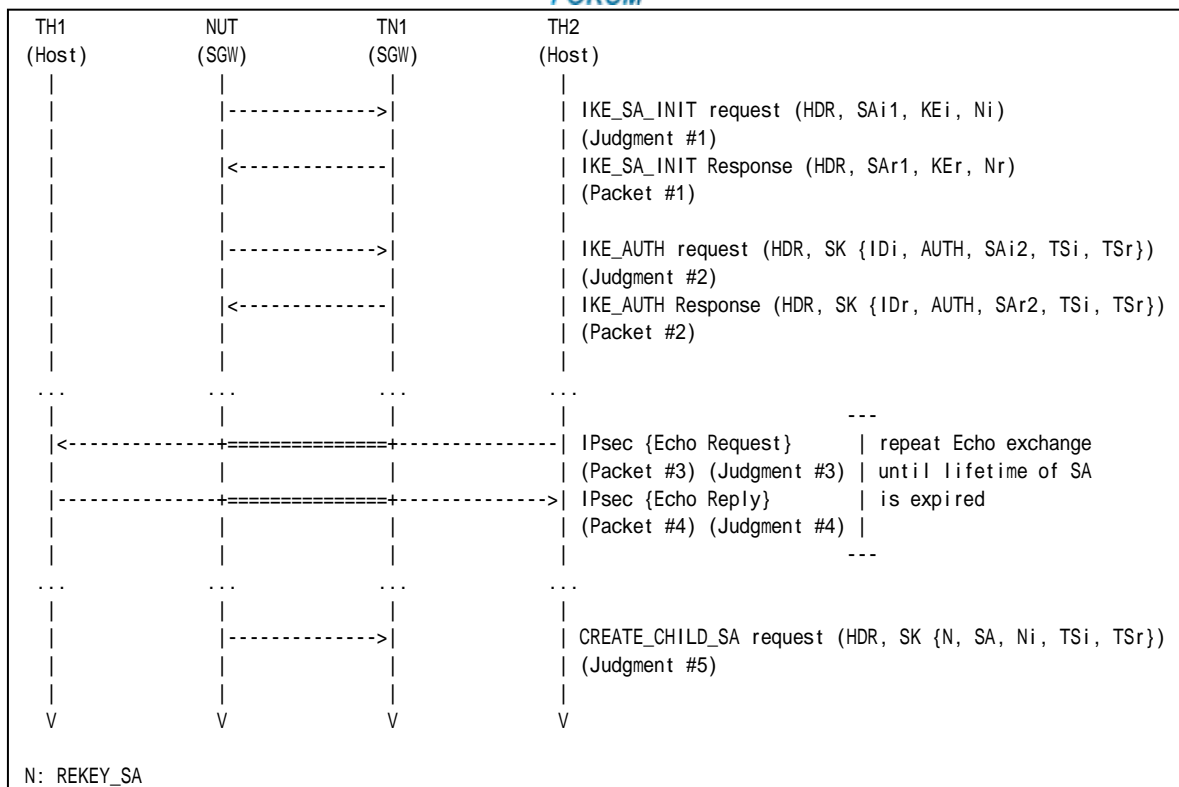 FORUM
TH1 NUT TN1 TH2
(Host) (SGW) (SGW) (Host)
| | | |
| |-------------->| | IKE_SA_INIT request (HDR, SAi1, KEi, Ni)
| | | | (Judgment #1)
| |<--------------| | IKE_SA_INIT Response (HDR, SAr1, KEr, Nr)
| | | | (Packet #1)
| | | |
| |-------------->| | IKE_AUTH request (HDR, SK {IDi, AUTH, SAi2, TSi, TSr})
| | | | (Judgment #2)
| |<--------------| | IKE_AUTH Response (HDR, SK {IDr, AUTH, SAr2, TSi, TSr})
| | | | (Packet #2)
| | | |
... ... ... ...
| | | | ---
|<---------------+===============+---------------| IPsec {Echo Request} | repeat Echo exchange
| | | | (Packet #3) (Judgment #3) | until lifetime of SA
|----------------+===============+-------------->| IPsec {Echo Reply} | is expired
| | | | (Packet #4) (Judgment #4) |
| | | | ---
... ... ... ...
| | | |
| |-------------->| | CREATE_CHILD_SA request (HDR, SK {N, SA, Ni, TSi, TSr})
| | | | (Judgment #5)
| | | |
V V V V
N: REKEY_SA